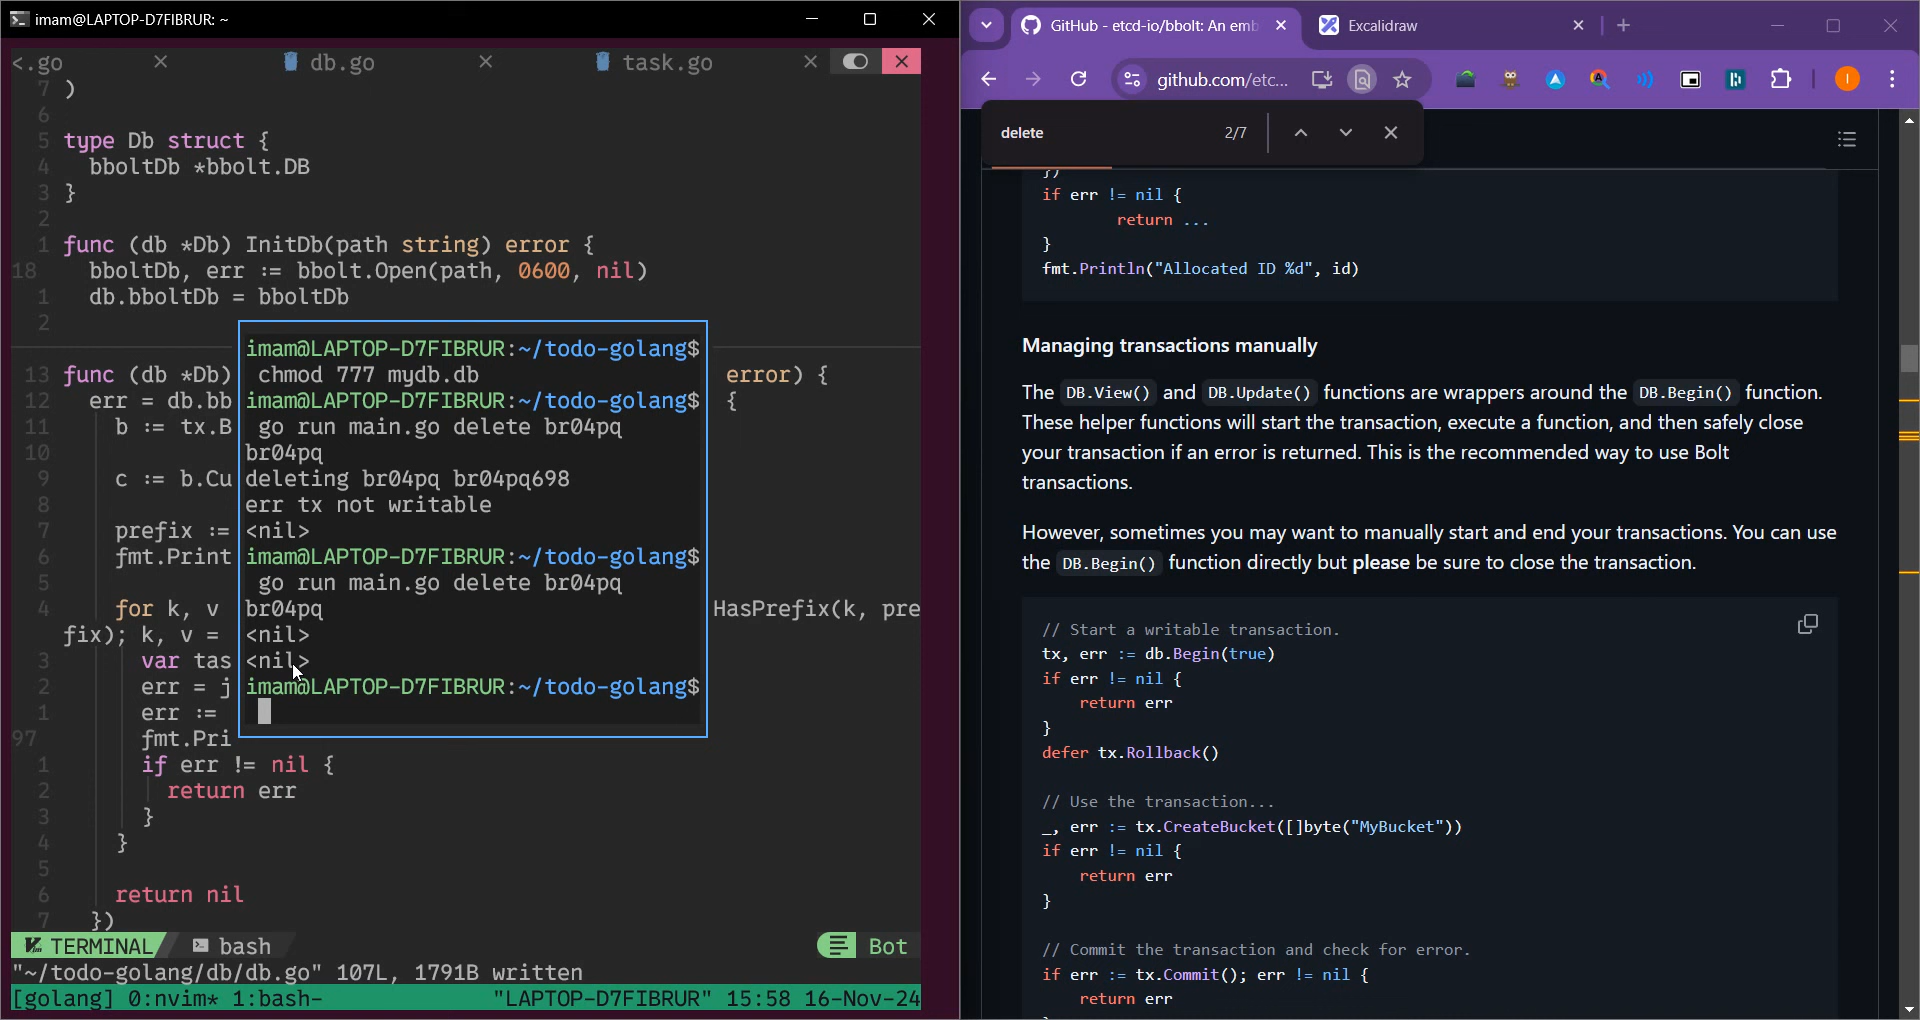 imam@LAPTOP-D7FIBRUR: ~
<.go
db.go
task.go
7 )
6
5 type Db struct {
4 bboltDb *bbolt.DB
3 }
2
1 func (db *Db) InitDb(path string) error {
18 bboltDb, err := bbolt.Open(path, 0600, nil)
1 db.bboltDb = bboltDb
2
13 func (db *Db) error) {
12 err = db.bb {
11 b := tx.B
10
9 c := b.Cu
8
7 prefix :=
6 fmt.Print
5
4 for k, v HasPrefix(k, pre
fix); k, v =
3 var tas
2 err = j
1 err :=
97 fmt.Pri
1 if err != nil {
2 return err
3 }
4 }
5
6 return nil
7 })
imam@LAPTOP-D7FIBRUR:~/todo-golang$
chmod 777 mydb.db
imam@LAPTOP-D7FIBRUR:~/todo-golang$
go run main.go delete br04pq
br04pq
deleting br04pq br04pq698
err tx not writable
<nil>
imam@LAPTOP-D7FIBRUR:~/todo-golang$
go run main.go delete br04pq
br04pq
<nil>
<nil>
imam@LAPTOP-D7FIBRUR:~/todo-golang$
TERMINAL bash Bot
"~/todo-golang/db/db.go" 107L, 1791B written
[golang] 0:nvim* 1:bash- "LAPTOP-D7FIBRUR" 15:58 16-Nov-24
GitHub - etcd-io/bbolt: An emb
Excalidraw
github.com/etc...
I
delete 2/7
})
if err != nil {
return ...
}
fmt.Println("Allocated ID %d", id)
Managing transactions manually
The DB.View() and DB.Update() functions are wrappers around the DB.Begin() function.
These helper functions will start the transaction, execute a function, and then safely close
your transaction if an error is returned. This is the recommended way to use Bolt
transactions.
However, sometimes you may want to manually start and end your transactions. You can use
the DB.Begin() function directly but please be sure to close the transaction.
// Start a writable transaction.
tx, err := db.Begin(true)
if err != nil {
return err
}
defer tx.Rollback()
// Use the transaction...
_, err := tx.CreateBucket([]byte("MyBucket"))
if err != nil {
return err
}
// Commit the transaction and check for error.
if err := tx.Commit(); err != nil {
return err